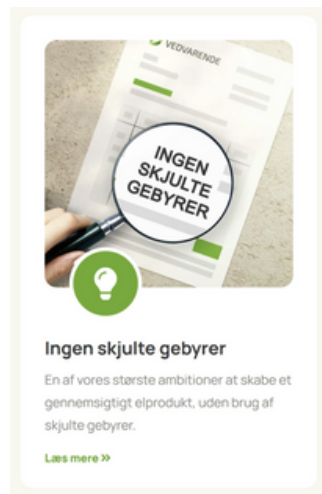 VEDVARENDE
INGEN
SKJULTE
GEBYRER
Ingen skjulte gebyrer
En af vores største ambitioner at skabe et
gennemsigtigt elprodukt, uden brug af
skjulte gebyrer.
Læs mere »